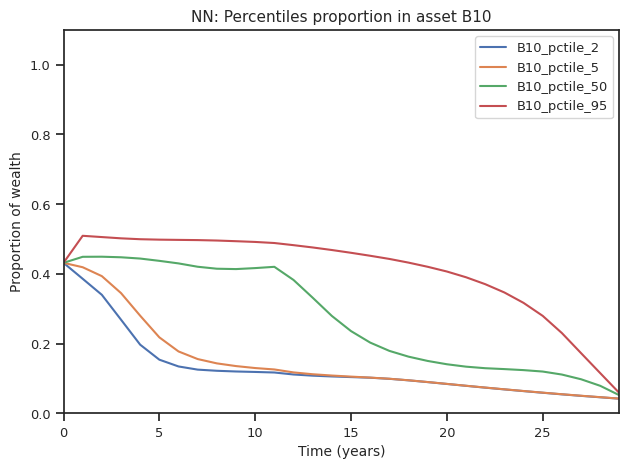 NN: Percentiles proportion in asset B10
B10_pctile_2
B10_pctile_5
B10_pctile_50
B10_pctile_95
Proportion of wealth
1.0
0.8
0.6
0.4
0.2
0.0
0 5 10 15 20 25
Time (years)